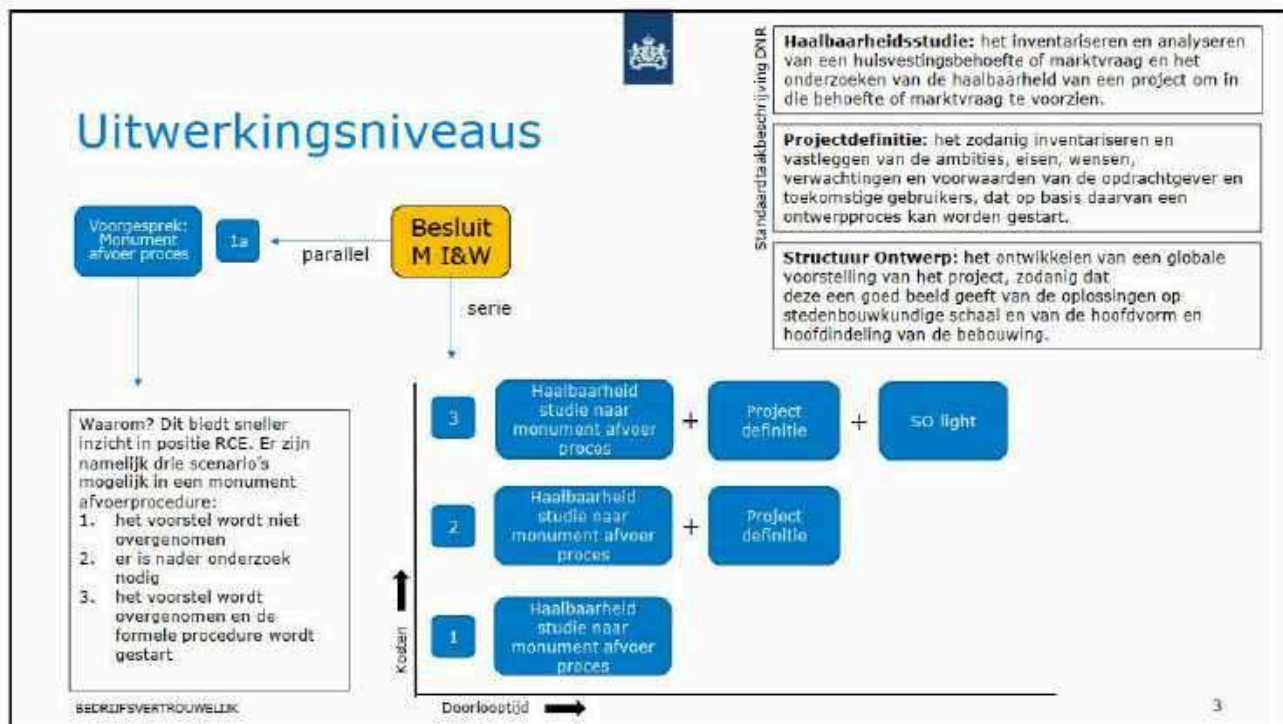 Uitwerkingsniveaus
Standaardtaakbeschrijving DNR
Haalbaarheidsstudie: het inventariseren en analyseren
van een huisvestingsbehoefte of marktvraag en het
onderzoeken van de haalbaarheid van een project om in
die behoefte of marktvraag te voorzien.
Projectdefinitie: het zodanig inventariseren en
vastleggen van de ambities, eisen, wensen,
verwachtingen en voorwaarden van de opdrachtgever en
toekomstige gebruikers, dat op basis daarvan een
ontwerpproces kan worden gestart.
Structuur Ontwerp: het ontwikkelen van een globale
voorstelling van het project, zodanig dat
deze een goed beeld geeft van de oplossingen op
stedenbouwkundige schaal en van de hoofdvorm en
hoofdindeling van de bebouwing.
Voorgesprek:
Monument
afvoer proces
1a
parallel
Besluit
M I&W
serie
Waarom? Dit biedt sneller
inzicht in positie RCE. Er zijn
namelijk drie scenario's
mogelijk in een monument
afvoerprocedure:
1. het voorstel wordt niet
overgenomen
2. er is nader onderzoek
nodig
3. het voorstel wordt
overgenomen en de
formele procedure wordt
gestart
3
Haalbaarheid
studie naar
monument afvoer
proces
+
Project
definitie
+
SO light
2
Haalbaarheid
studie naar
monument afvoer
proces
+
Project
definitie
1
Haalbaarheid
studie naar
monument afvoer
proces
Kosten
Doorlooptijd
BEDRIJFSVERTROUWELIJK
3